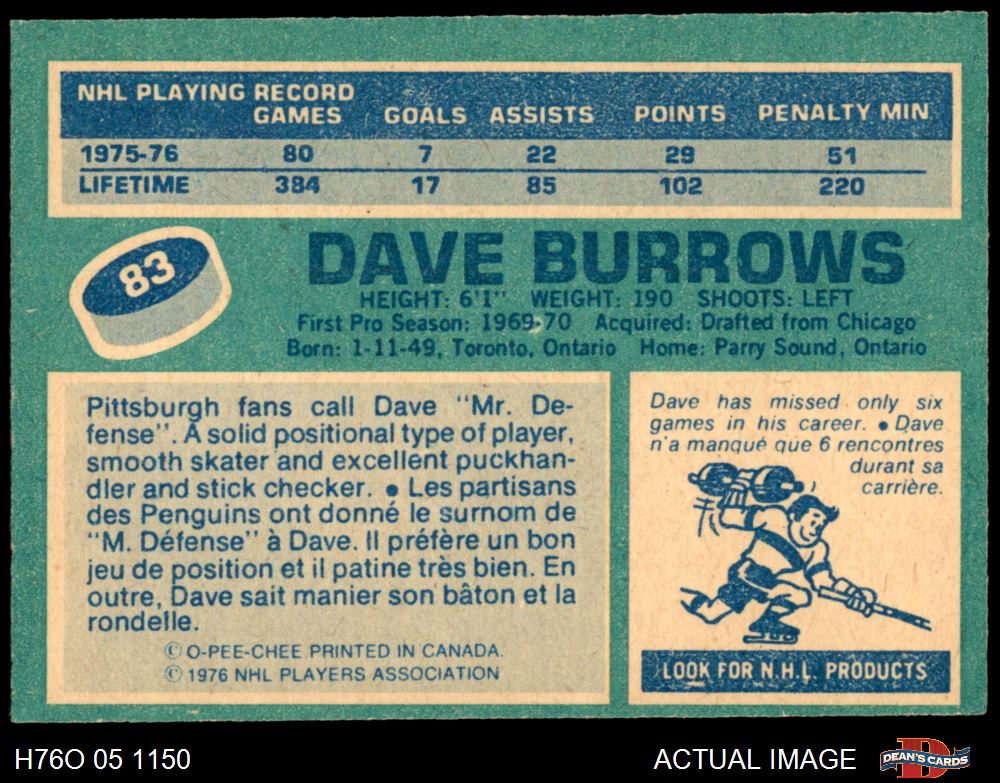 NHL PLAYING RECORD
GAMES GOALS ASSISTS POINTS PENALTY MIN
1975-76 80 7 22 29 51
LIFETIME 384 17 85 102 220
83
DAVE BURROWS
HEIGHT: 6'1" WEIGHT: 190 SHOOTS: LEFT
First Pro Season: 1969-70 Acquired: Drafted from Chicago
Born: 1-11-49, Toronto, Ontario Home: Parry Sound, Ontario
Pittsburgh fans call Dave "Mr. De-
fense". A solid positional type of player,
smooth skater and excellent puckhan-
dler and stick checker. ● Les partisans
des Penguins ont donné le surnom de
"M. Défense" à Dave. Il préfère un bon
jeu de position et il patine très bien. En
outre, Dave sait manier son bâton et la
rondelle.
© O-PEE-CHEE PRINTED IN CANADA.
© 1976 NHL PLAYERS ASSOCIATION
Dave has missed only six
games in his career. ● Dave
n'a manqué que 6 rencontres
durant sa
carrière.
LOOK FOR N.H.L. PRODUCTS
H76O 05 1150
ACTUAL IMAGE
D
DEAN'S CARDS